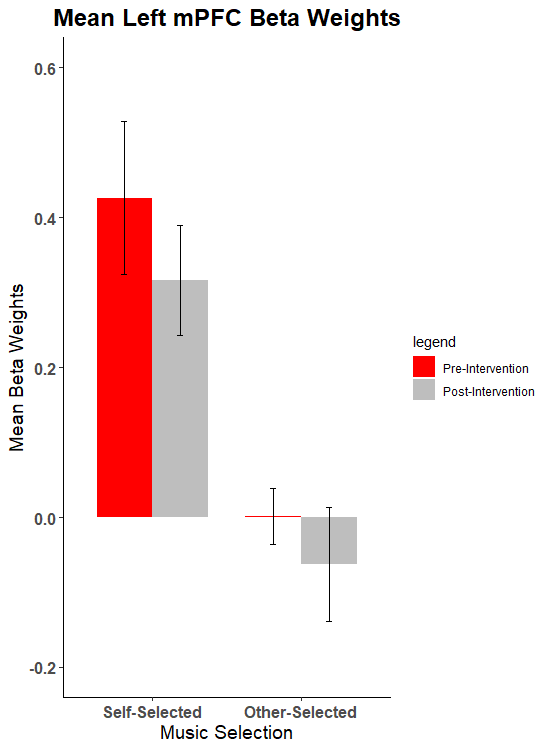 Mean Left mPFC Beta Weights
Mean Beta Weights
0.6
0.4
0.2
0.0
-0.2
Self-Selected
Other-Selected
Music Selection
legend
Pre-Intervention
Post-Intervention